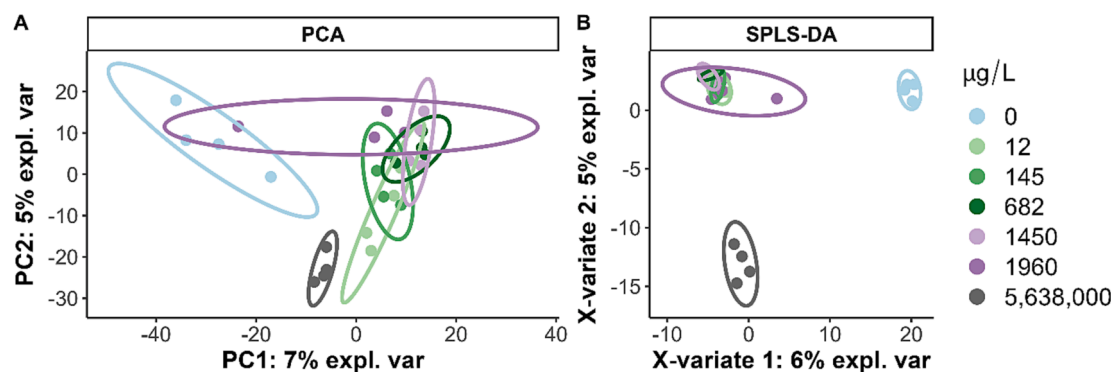 A
PCA
PC2: 5% expl. var
20
10
0
-10
-20
-30
-40
-20
0
20
40
PC1: 7% expl. var
B
SPLS-DA
X-variate 2: 5% expl. var
0
-5
-10
-15
-10
0
10
20
X-variate 1: 6% expl. var
μg/L
0
12
145
682
1450
1960
5,638,000